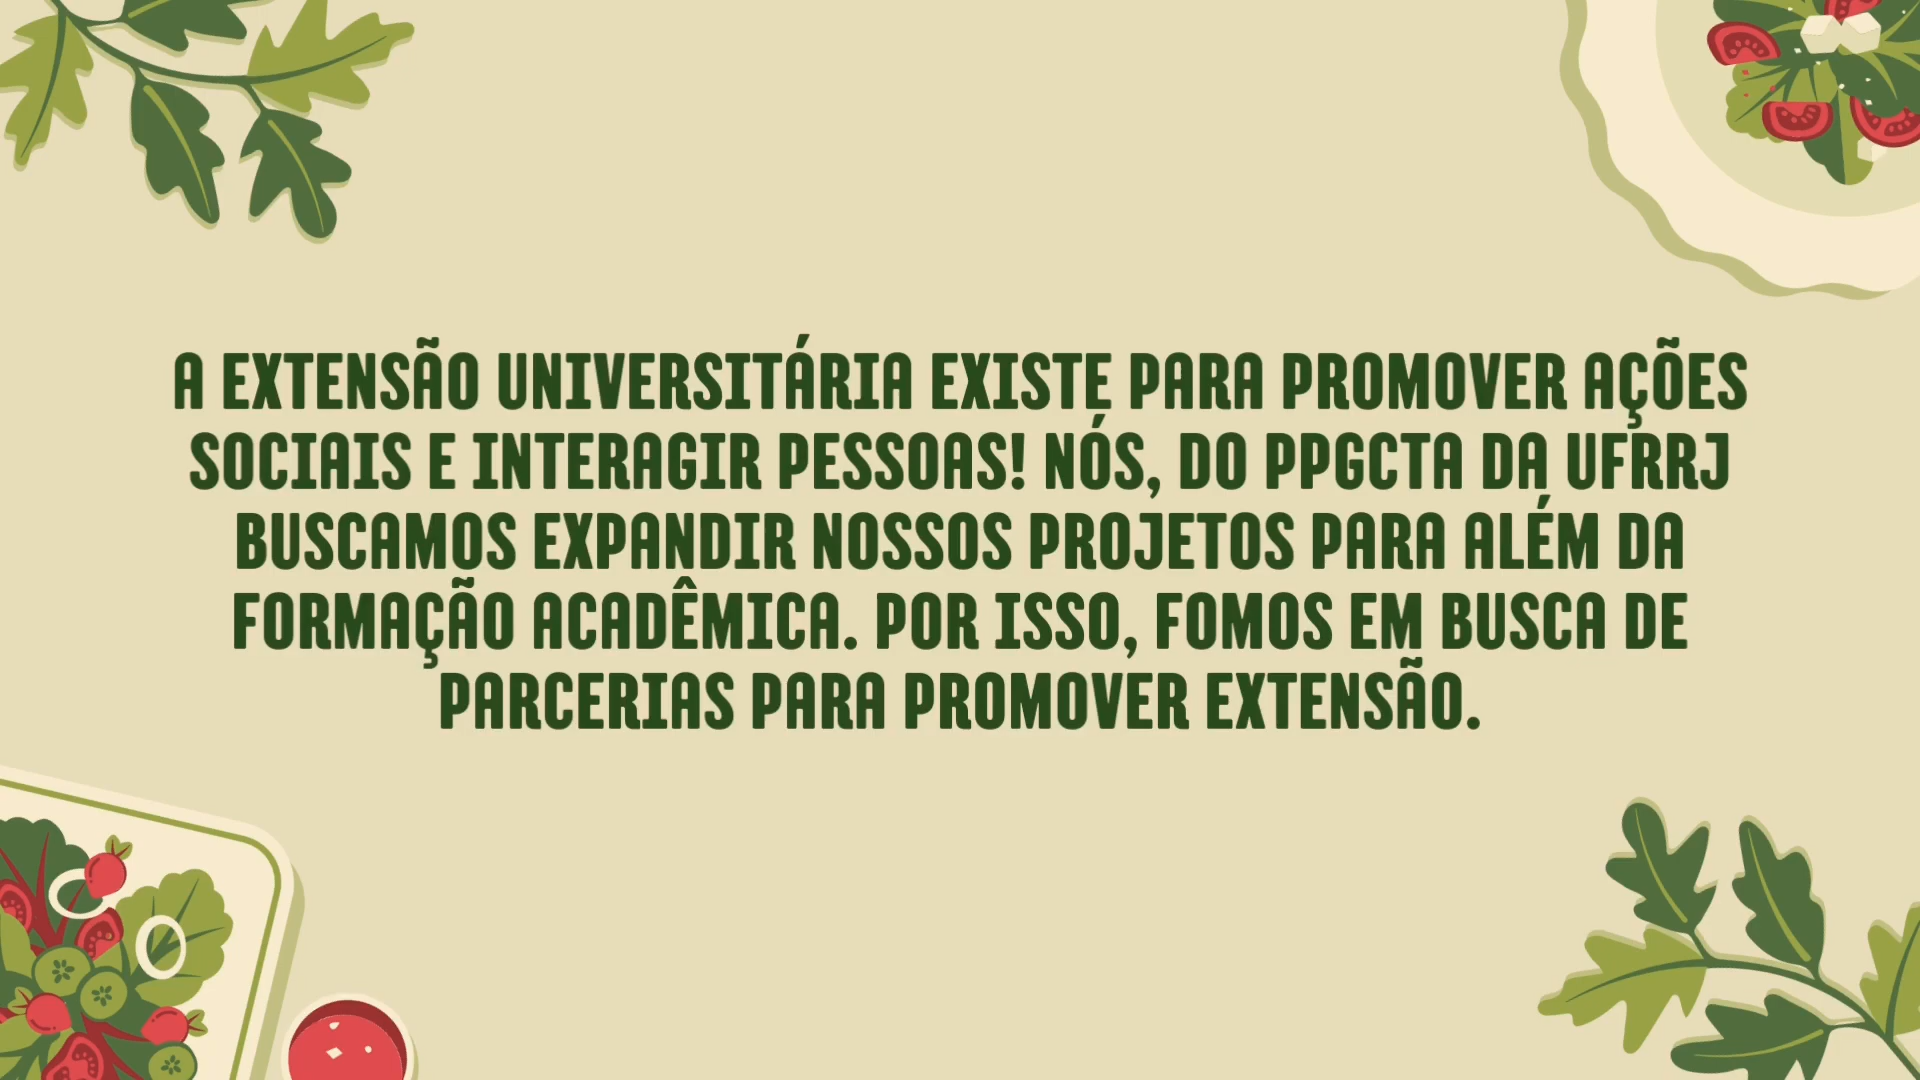 A EXTENSÃO UNIVERSITÁRIA EXISTE PARA PROMOVER AÇÕES
SOCIAIS E INTERAGIR PESSOAS! NÓS, DO PPGCTA DA UFRRJ
BUSCAMOS EXPANDIR NOSSOS PROJETOS PARA ALÉM DA
FORMAÇÃO ACADÊMICA. POR ISSO, FOMOS EM BUSCA DE
PARCERIAS PARA PROMOVER EXTENSÃO.